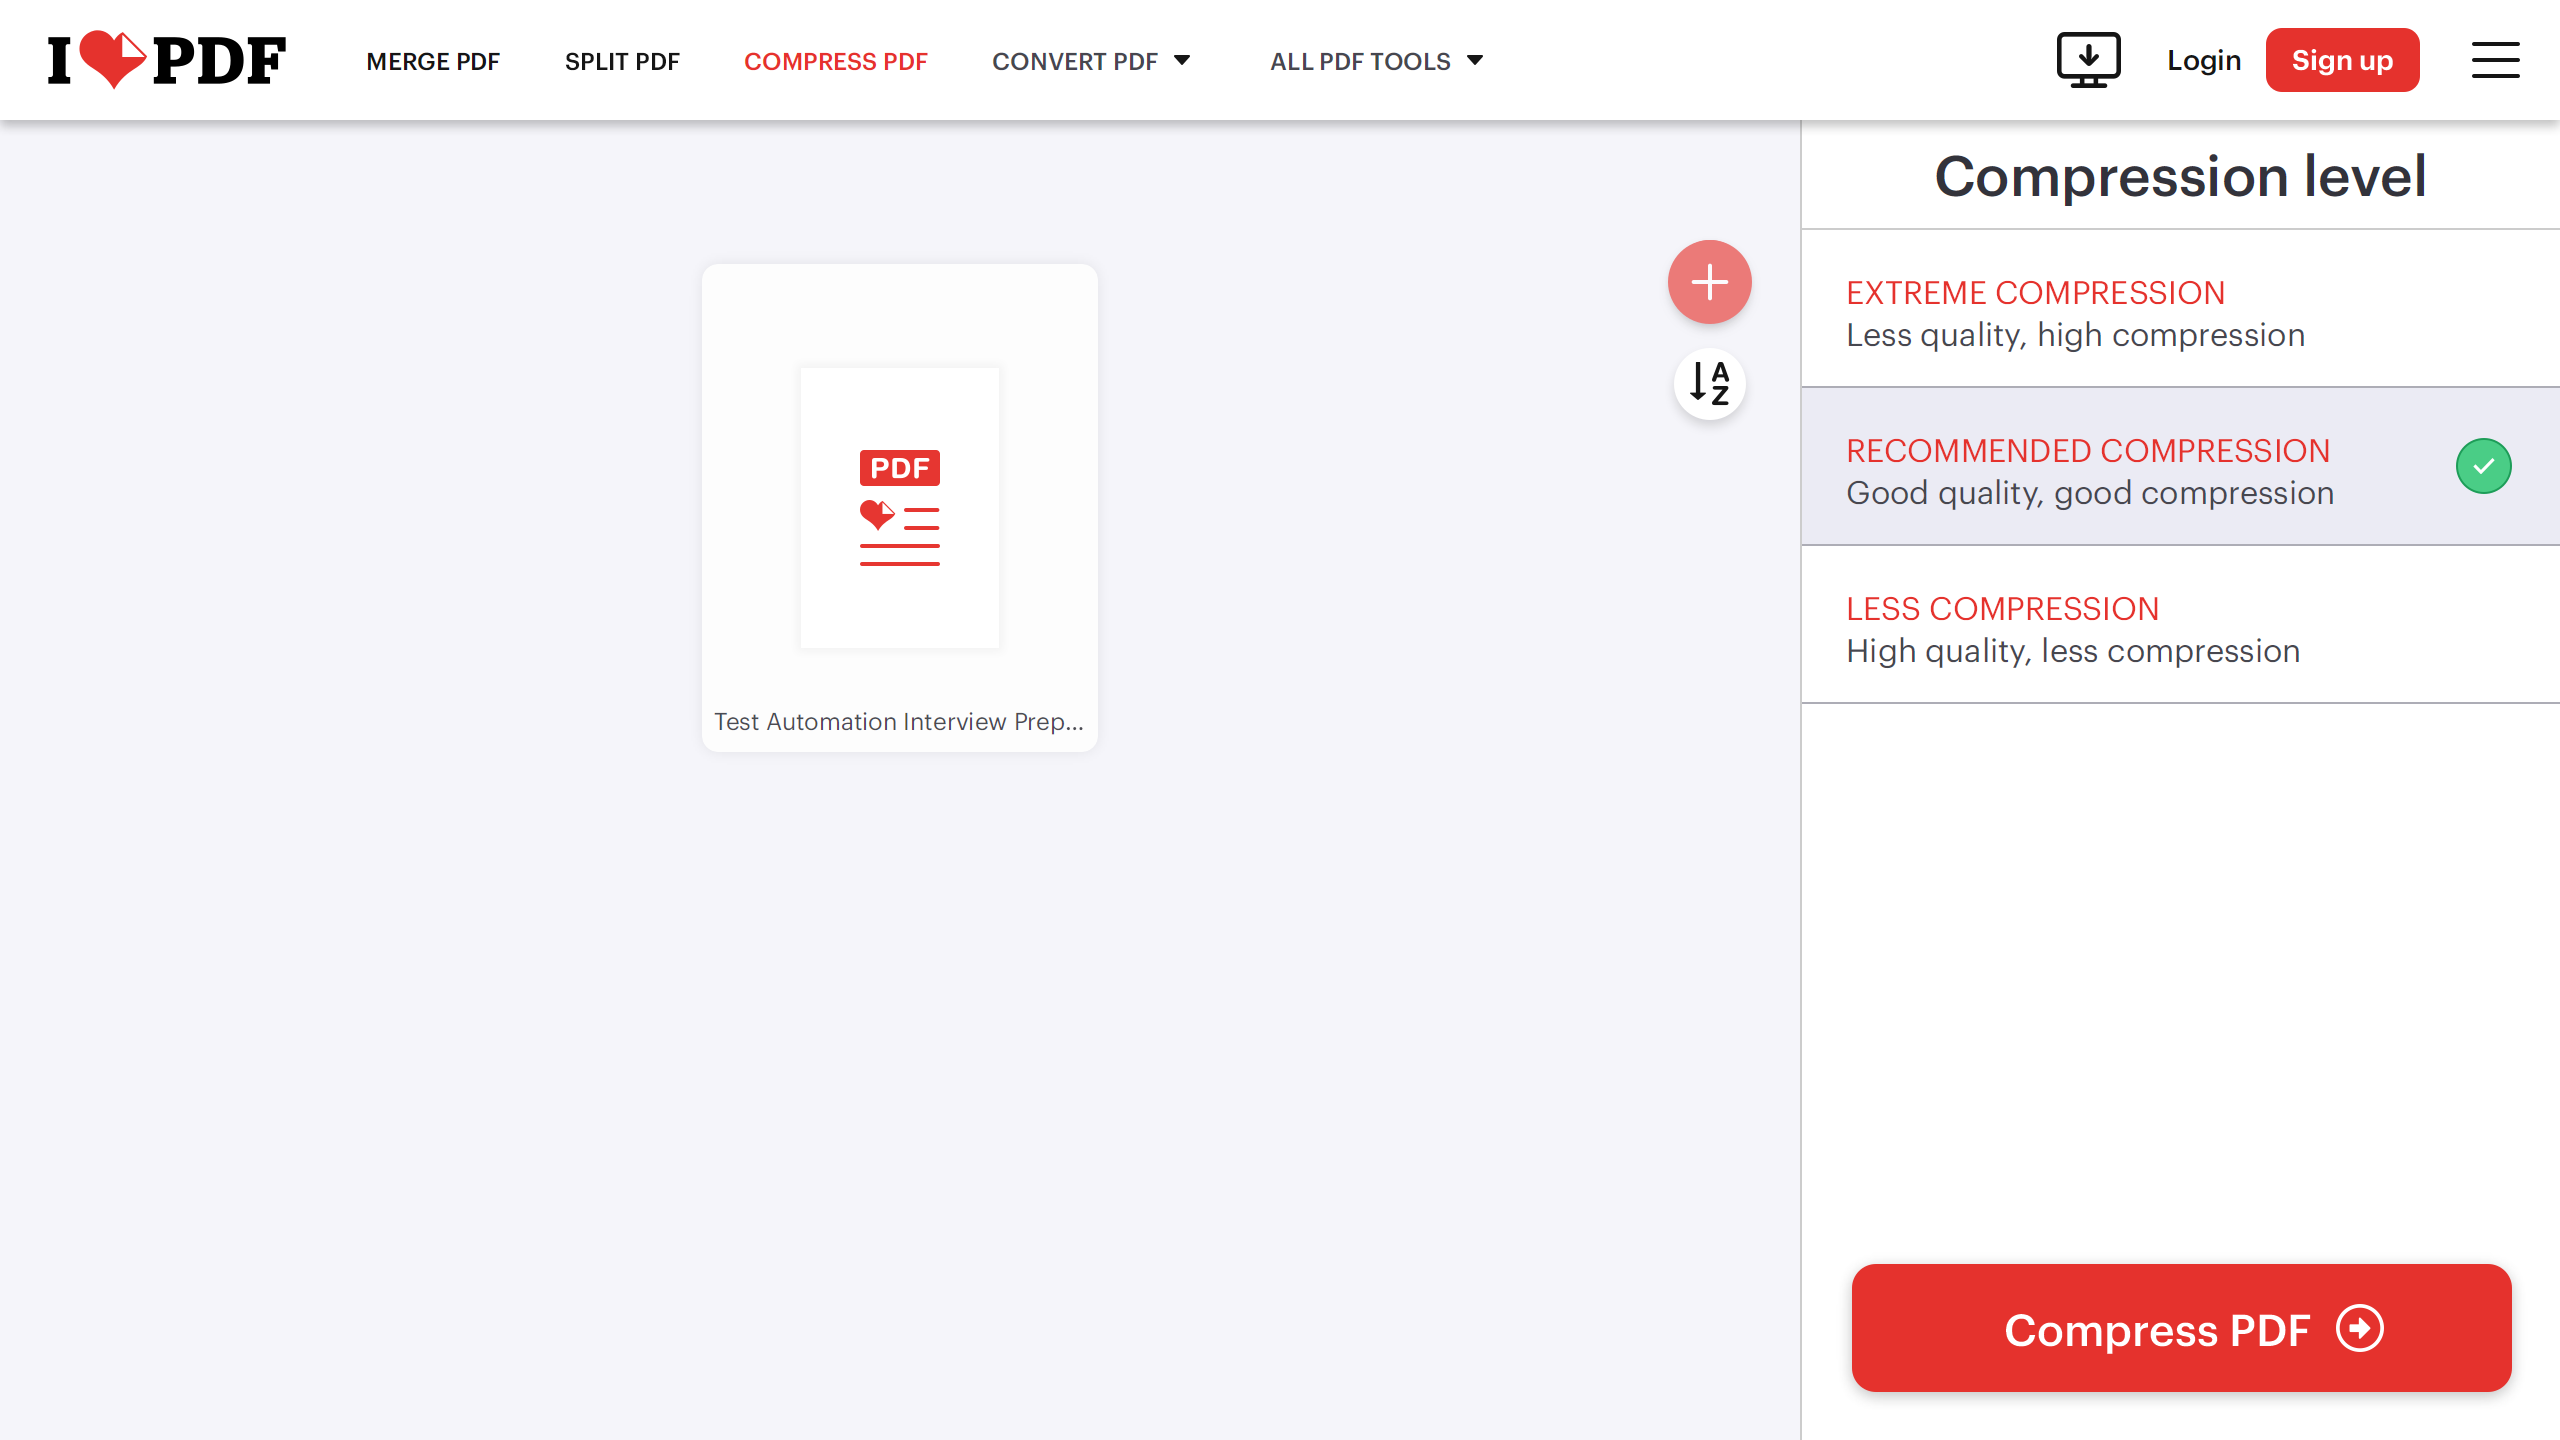 I PDF
MERGE PDF
SPLIT PDF
COMPRESS PDF
CONVERT PDF
ALL PDF TOOLS
Login
Sign up
A
Z
PDF
Test Automation Interview Prep...
Compression level
EXTREME COMPRESSION
Less quality, high compression
RECOMMENDED COMPRESSION
Good quality, good compression
LESS COMPRESSION
High quality, less compression
Compress PDF